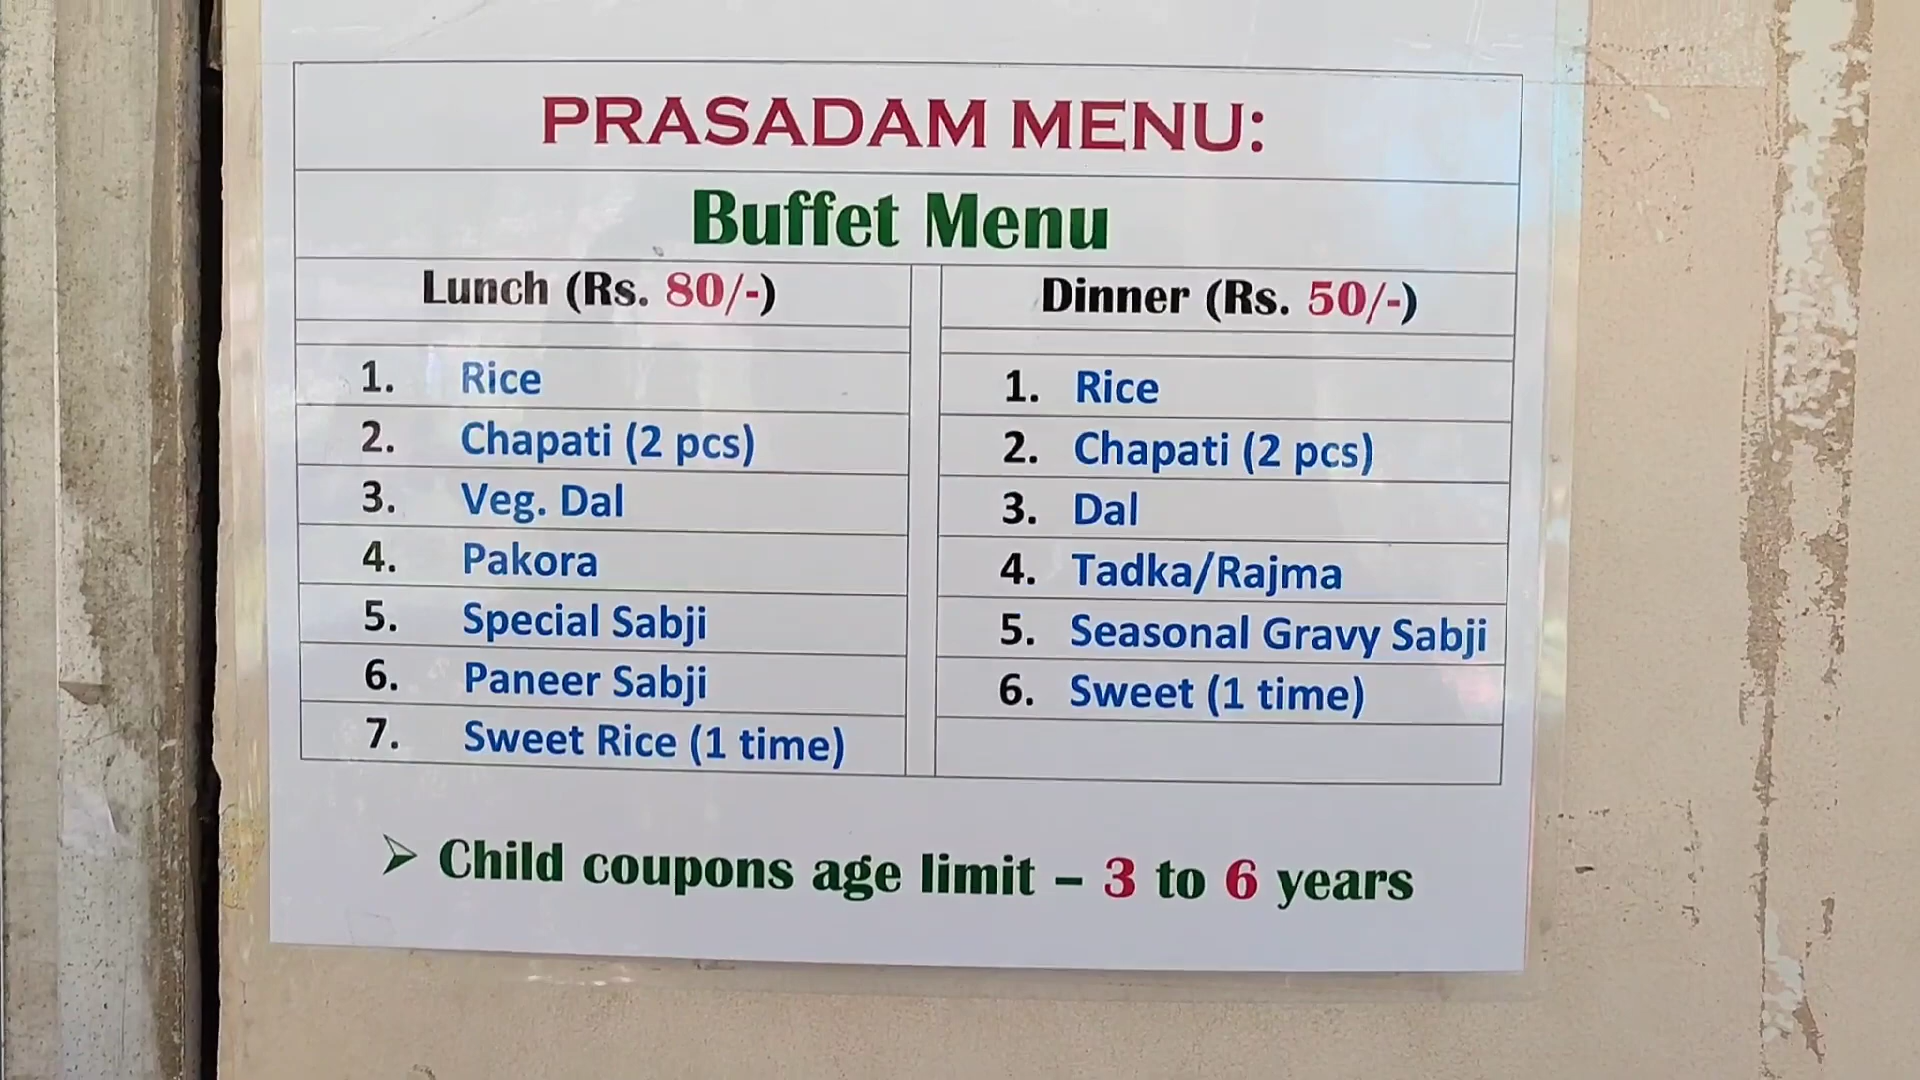 PRASADAM MENU:
Buffet Menu
Lunch (Rs. 80/-)
1. Rice
2. Chapati (2 pcs)
3. Veg. Dal
4. Pakora
5. Special Sabji
6. Paneer Sabji
7. Sweet Rice (1 time)
Dinner (Rs. 50/-)
1. Rice
2. Chapati (2 pcs)
3. Dal
4. Tadka/Rajma
5. Seasonal Gravy Sabji
6. Sweet (1 time)
➢ Child coupons age limit – 3 to 6 years